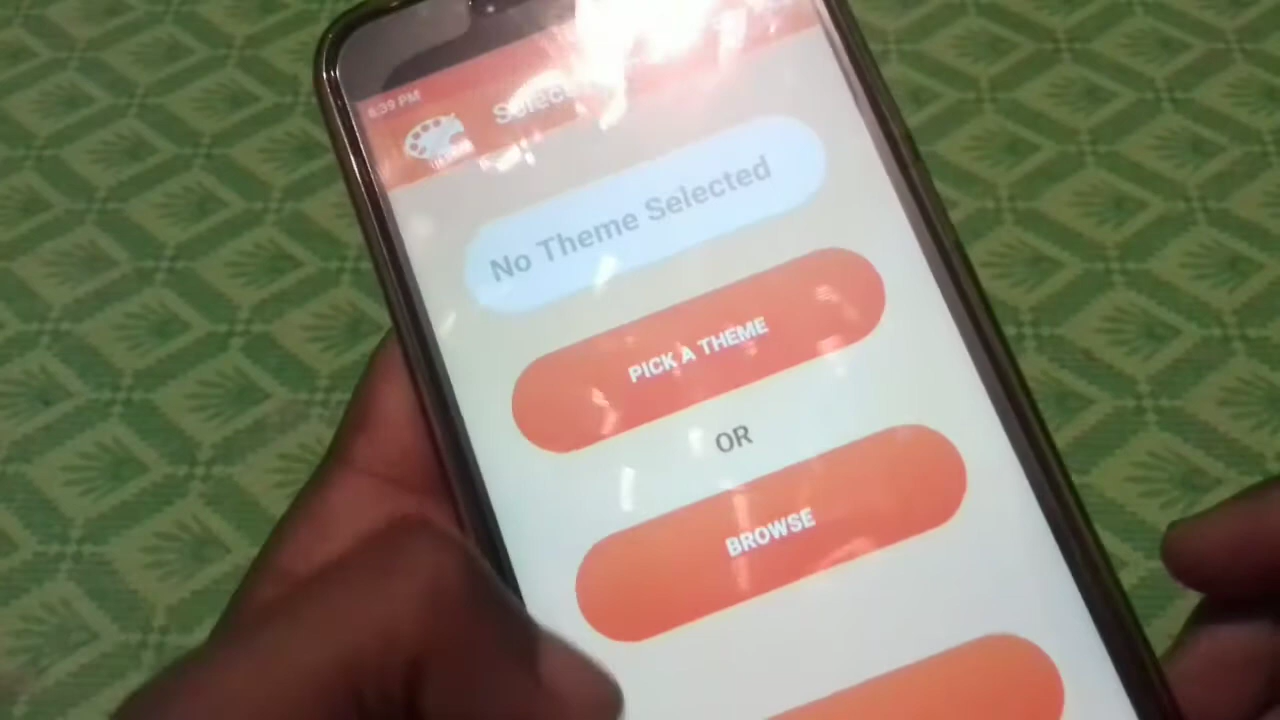 6:39 PM
Select
No Theme Selected
PICK A THEME
OR
BROWSE